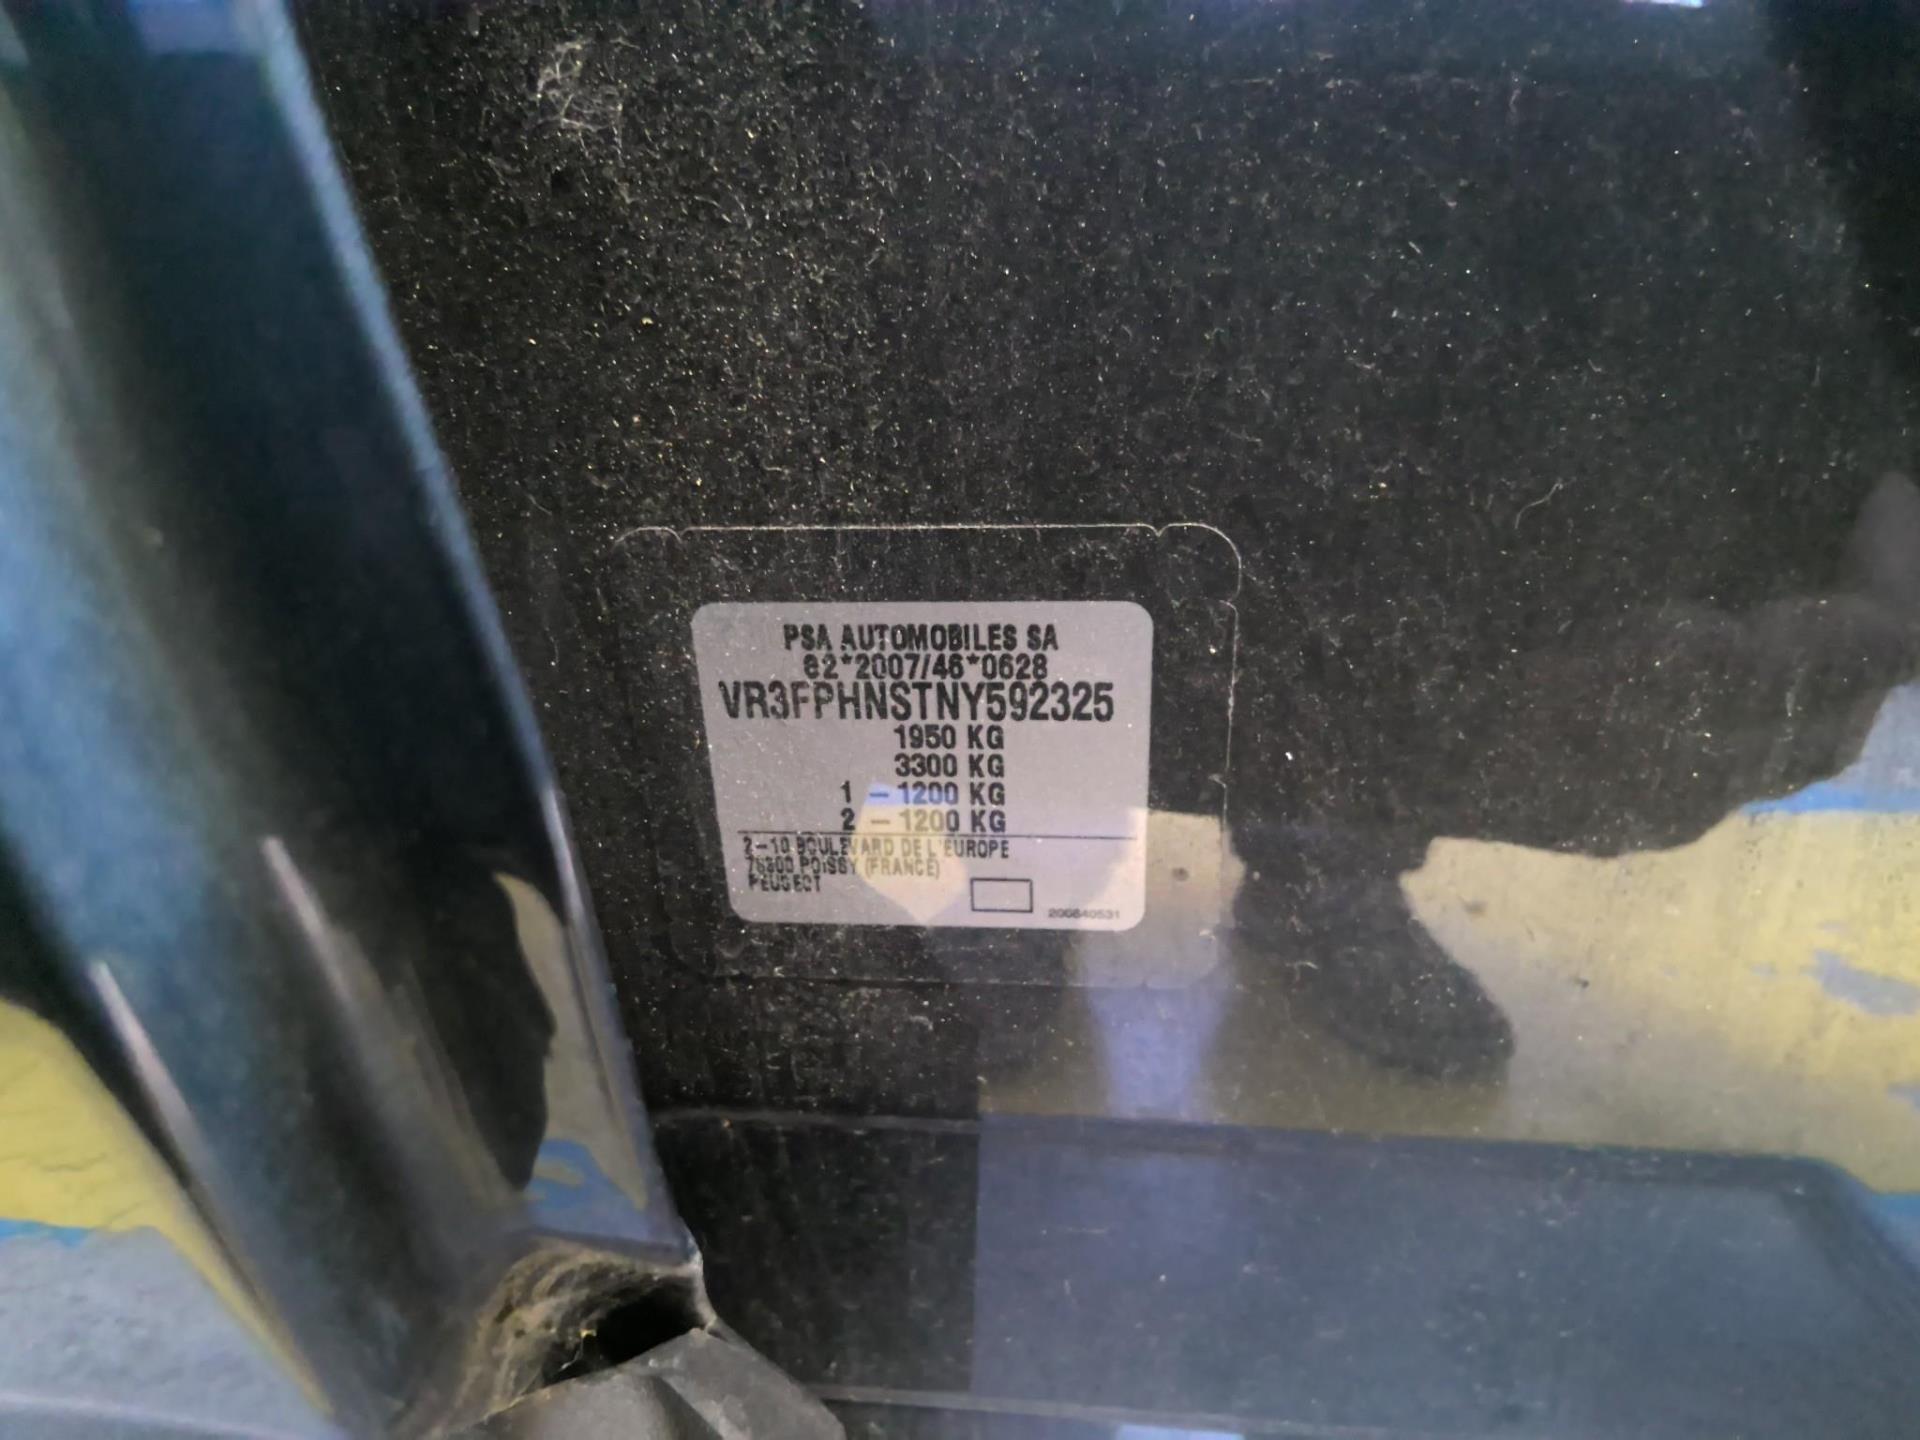 PSA AUTOMOBILES SA
e2*2007/46*0628
VR3FPHNSTNY592325
1950 KG
3300 KG
1 - 1200 KG
2 - 1200 KG
2-10 BOULEVARD DE L'EUROPE
78300 POISSY (FRANCE)
PEUGEOT
200840531